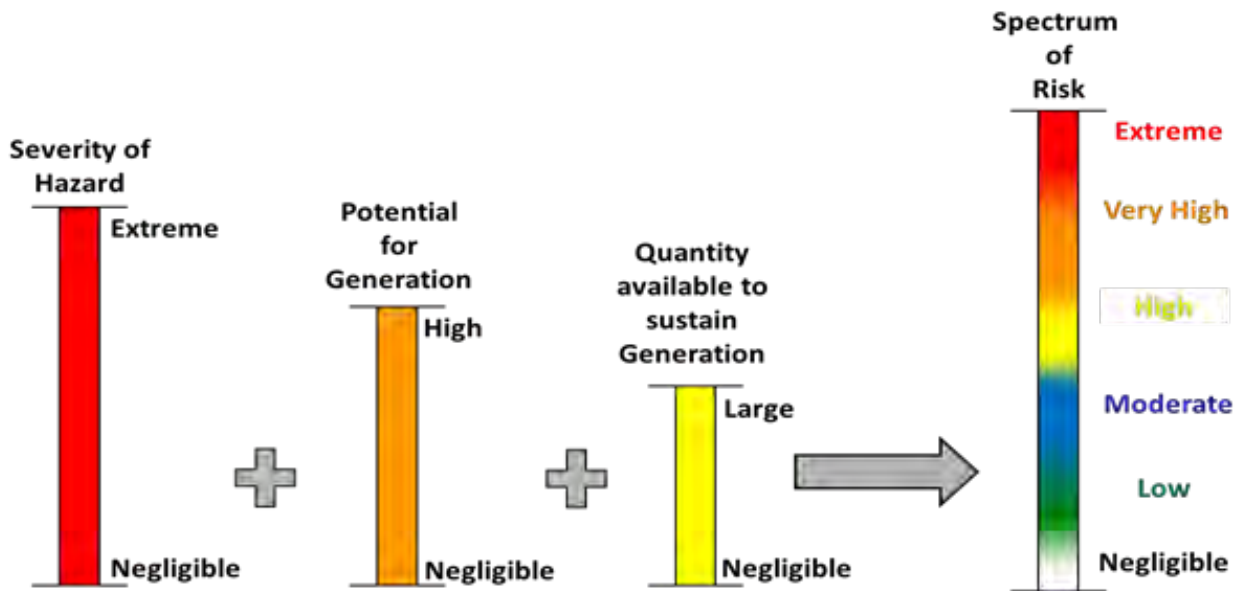 Severity of
Hazard
Extreme
Negligible
Potential
for
Generation
High
Negligible
Quantity
available to
sustain
Generation
Large
Negligible
Spectrum
of
Risk
Extreme
Very High
High
Moderate
Low
Negligible